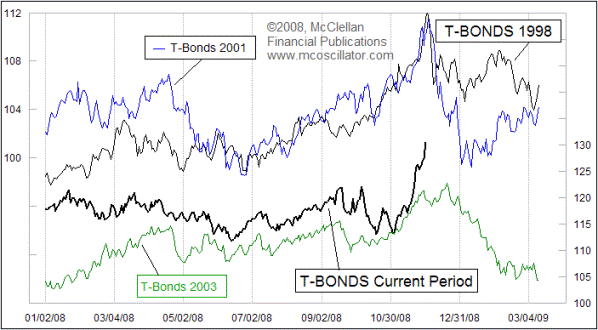 112
©2008, McClellan
Financial Publications
www.mcoscillator.com
T-Bonds 2001
T-BONDS 1998
108
104
100
130
125
120
115
110
105
100
T-Bonds 2003
T-BONDS Current Period
01/02/08
03/04/08
05/02/08
07/02/08
09/02/08
10/30/08
12/31/08
03/04/09